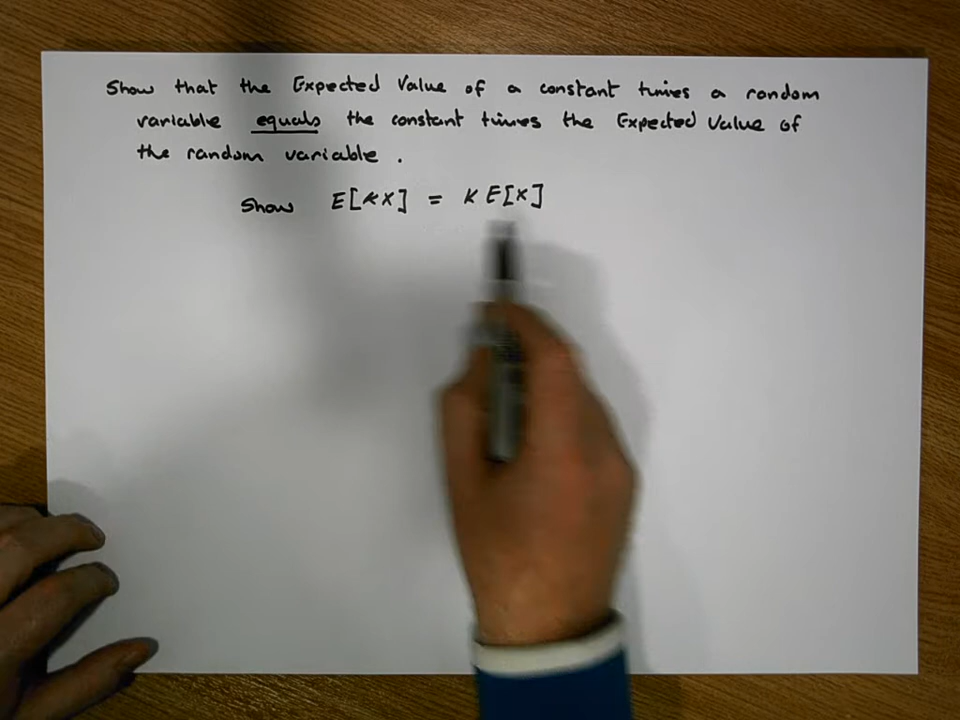 Show that the Expected Value of a constant times a random
variable equals the constant times the Expected Value of
the random variable .
Show E[KX] = K E[X]